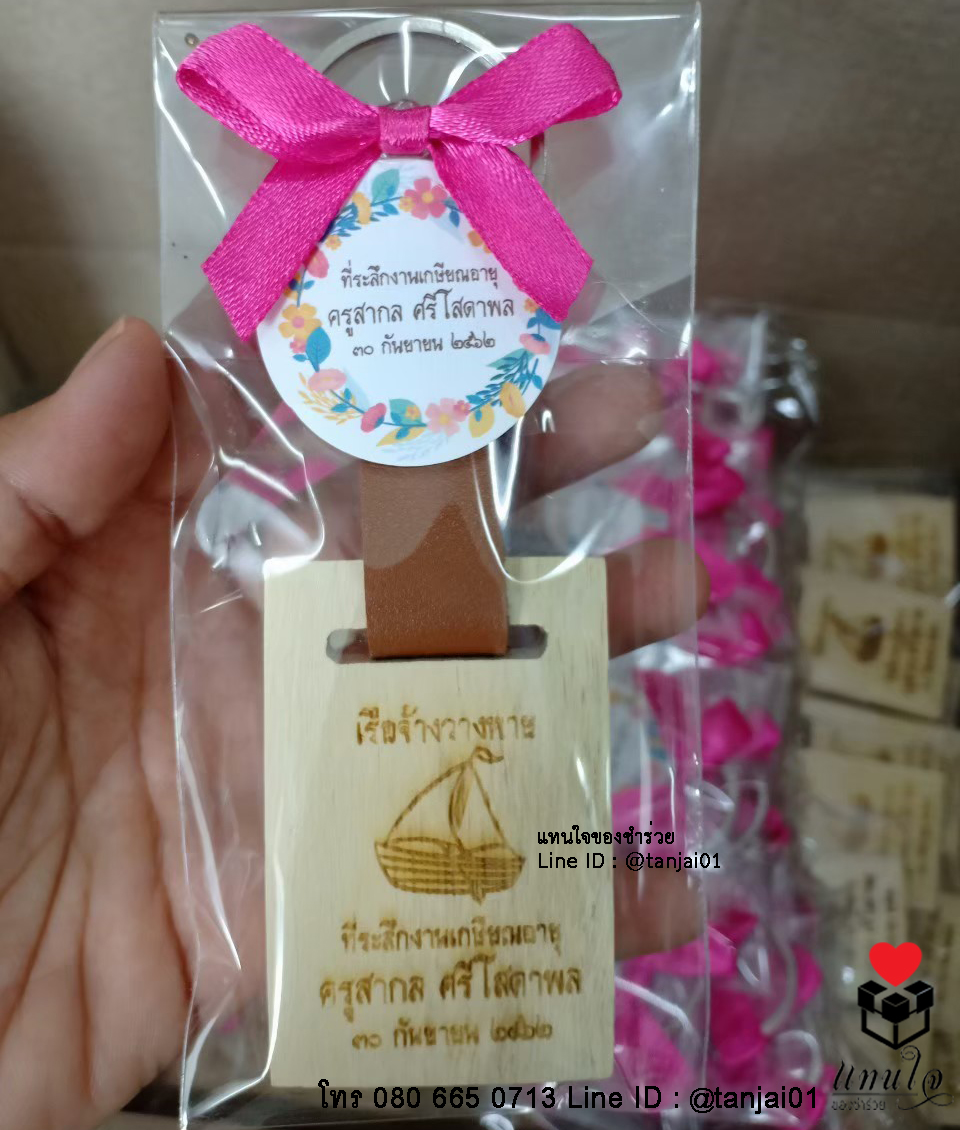 ที่ระลึกงานเกษียณอายุ
ครูสากล ศรีโสดาพล
๓๐ กันยายน ๒๕๖๒
เรือจ้างวางพาย
แทนใจของชำร่วย
Line ID : @tanjai01
ที่ระลึกงานเกษียณอายุ
ครูสากล ศรีโสดาพล
๓๐ กันยายน ๒๕๖๒
แทนใจ
ของชำร่วย
โทร 080 665 0713 Line ID : @tanjai01